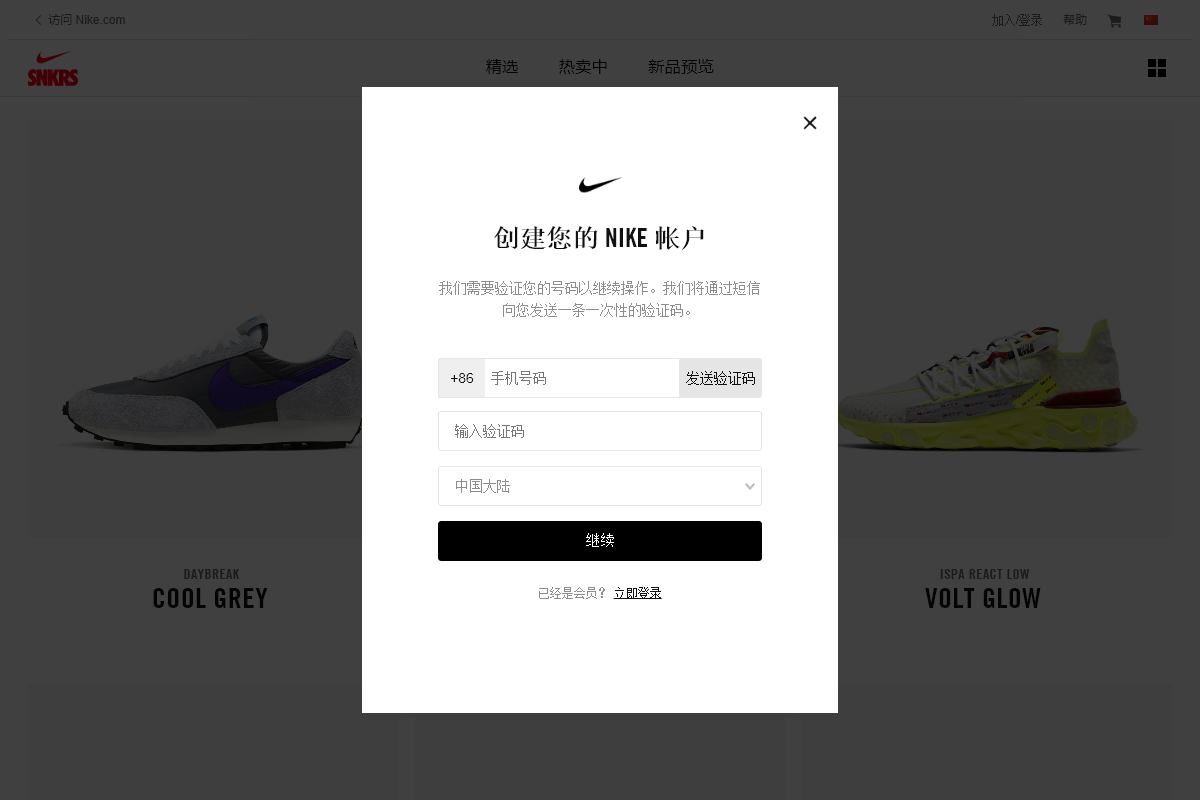 访问 Nike.com
加入/登录
帮助
SNKRS
精选
热卖中
新品预览
创建您的 NIKE 帐户
我们需要验证您的号码以继续操作。我们将通过短信
向您发送一条一次性的验证码。
+86
手机号码
发送验证码
输入验证码
中国大陆
继续
已经是会员？ 立即登录
DAYBREAK
COOL GREY
ISPA REACT LOW
VOLT GLOW